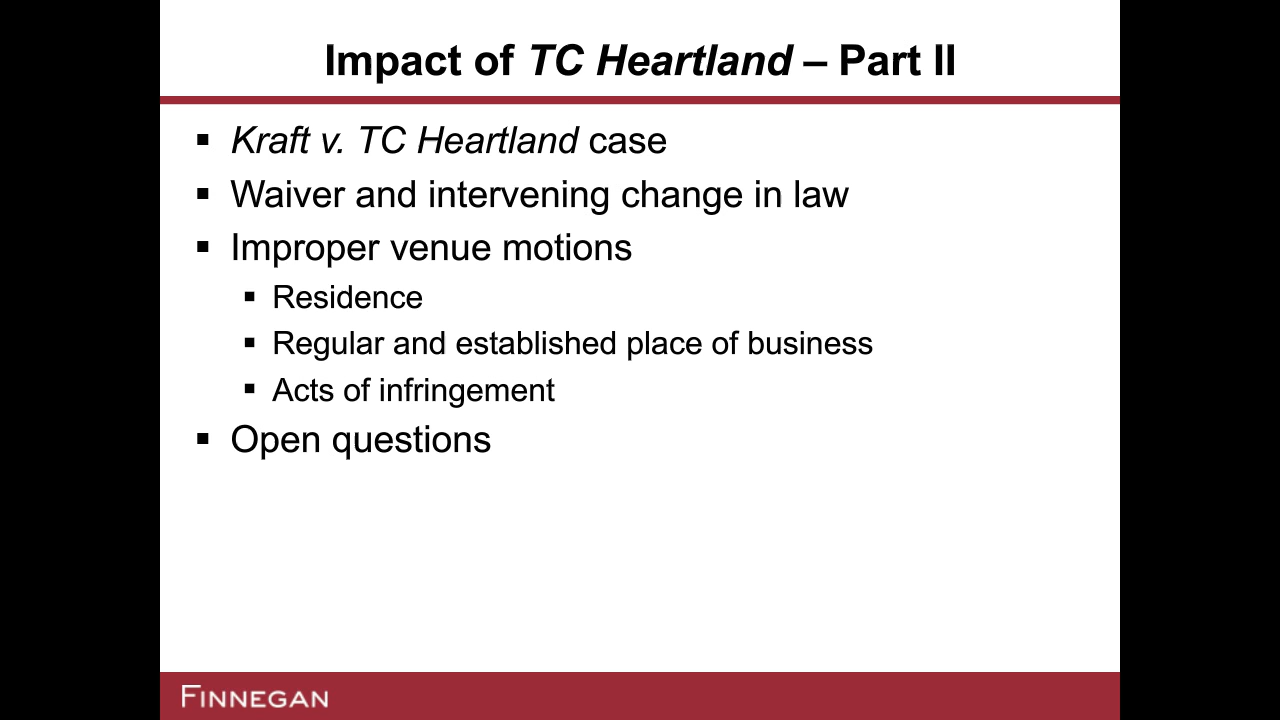 Impact of TC Heartland – Part II
▪ Kraft v. TC Heartland case
▪ Waiver and intervening change in law
▪ Improper venue motions
▪ Residence
▪ Regular and established place of business
▪ Acts of infringement
▪ Open questions
FINNEGAN